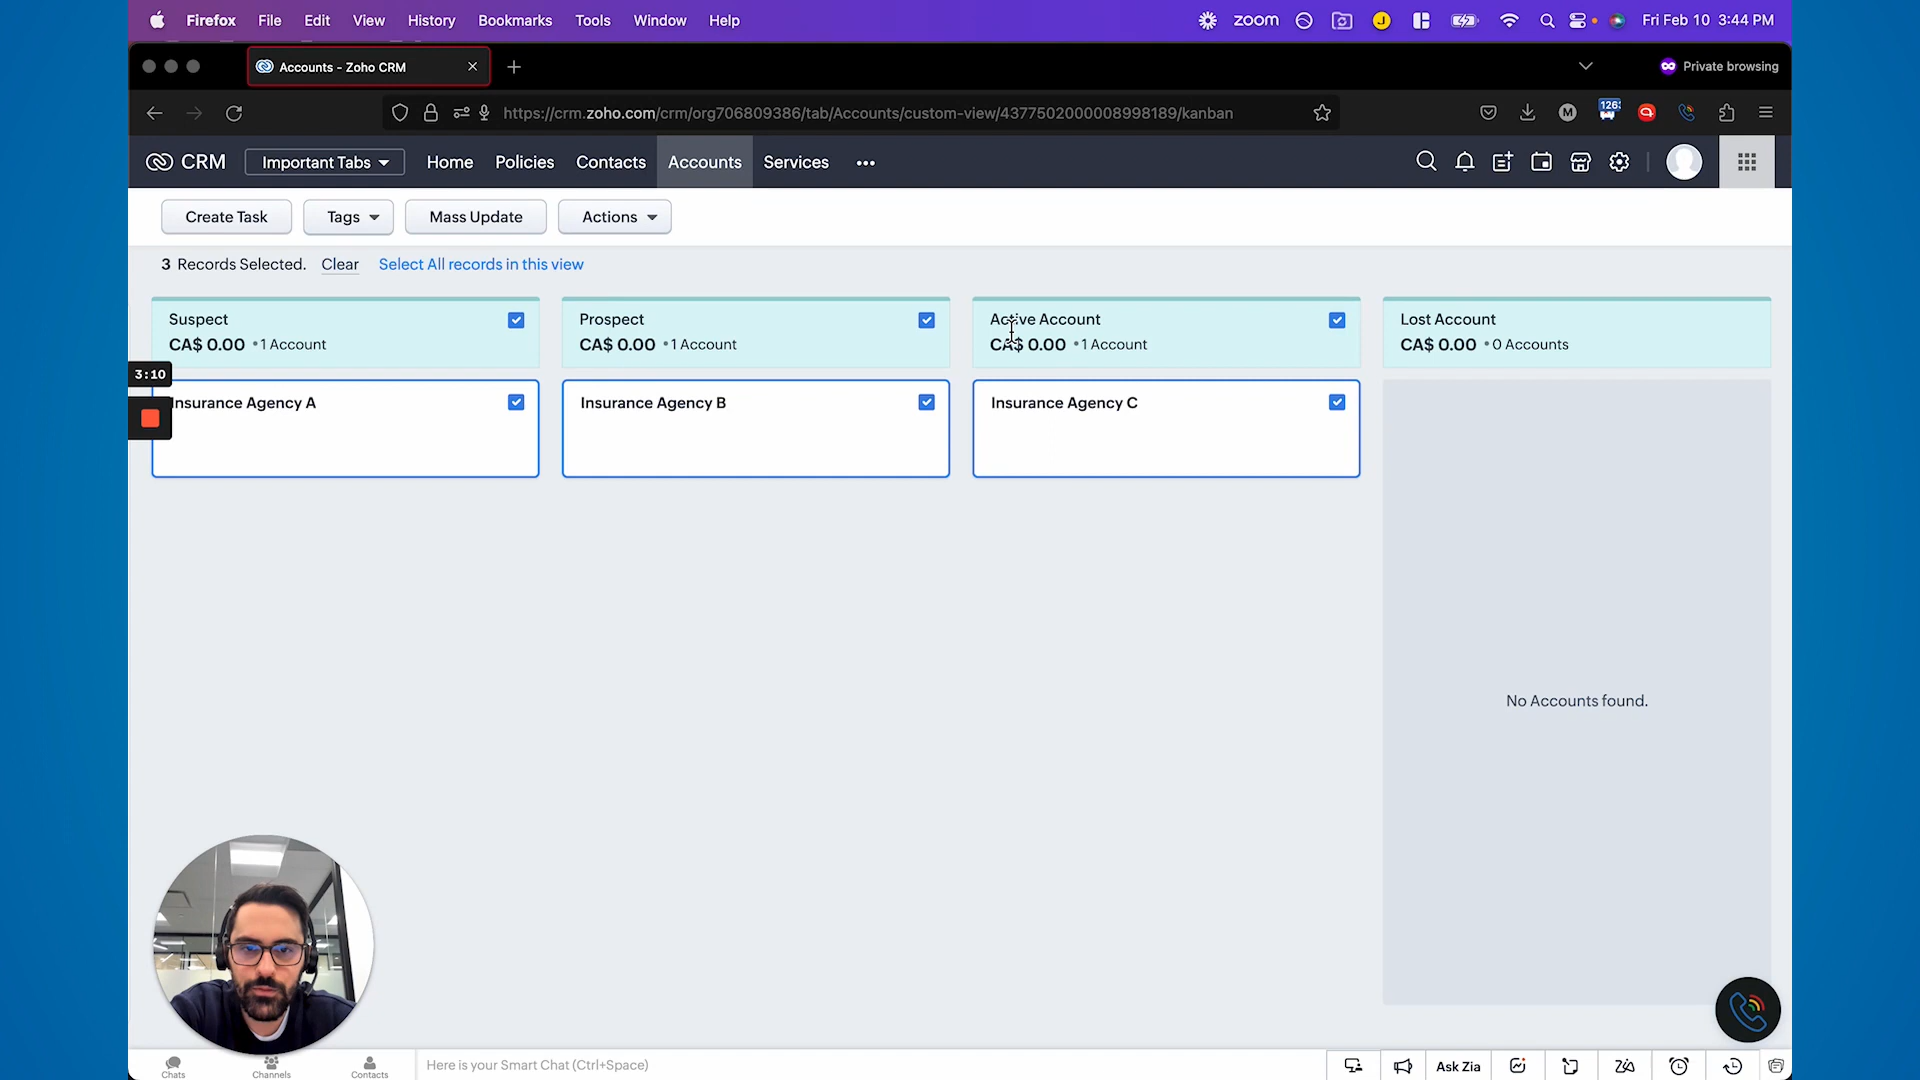 Firefox File Edit View History Bookmarks Tools Window Help zoom J Fri Feb 10 3:44 PM
Accounts - Zoho CRM Private browsing
https://crm.zoho.com/crm/org706809386/tab/Accounts/custom-view/4377502000008998189/kanban M
CRM Important Tabs Home Policies Contacts Accounts Services
Create Task Tags Mass Update Actions
3 Records Selected. Clear Select All records in this view
Suspect Prospect Active Account Lost Account
CA$ 0.00 • 1 Account CA$ 0.00 • 1 Account CA$ 0.00 • 1 Account CA$ 0.00 • 0 Accounts
3:10
Insurance Agency A Insurance Agency B Insurance Agency C
No Accounts found.
Chats Channels Contacts Here is your Smart Chat (Ctrl+Space) Ask Zia